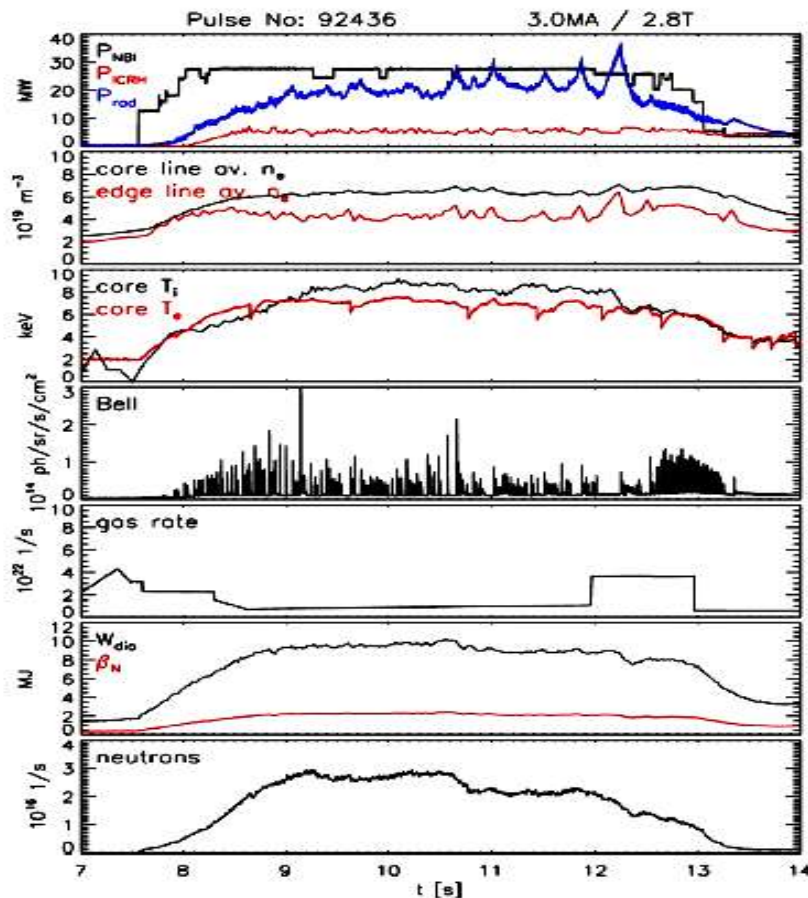 Pulse No: 92436 3.0MA / 2.8T
40
30
20
10
0
MW
P_NBI
P_ICRH
P_rad
10
8
6
4
2
0
10^19 m^-3
core line av. n_e
edge line av. n_e
10
8
6
4
2
0
keV
core T_i
core T_e
3
2
1
0
10^14 ph/sr/s/cm^2
BeII
10
8
6
4
2
0
10^22 1/s
gas rate
12
10
8
6
4
2
0
MJ
W_dia
β_N
4
3
2
1
0
10^16 1/s
neutrons
7 8 9 10 11 12 13 14
t [s]